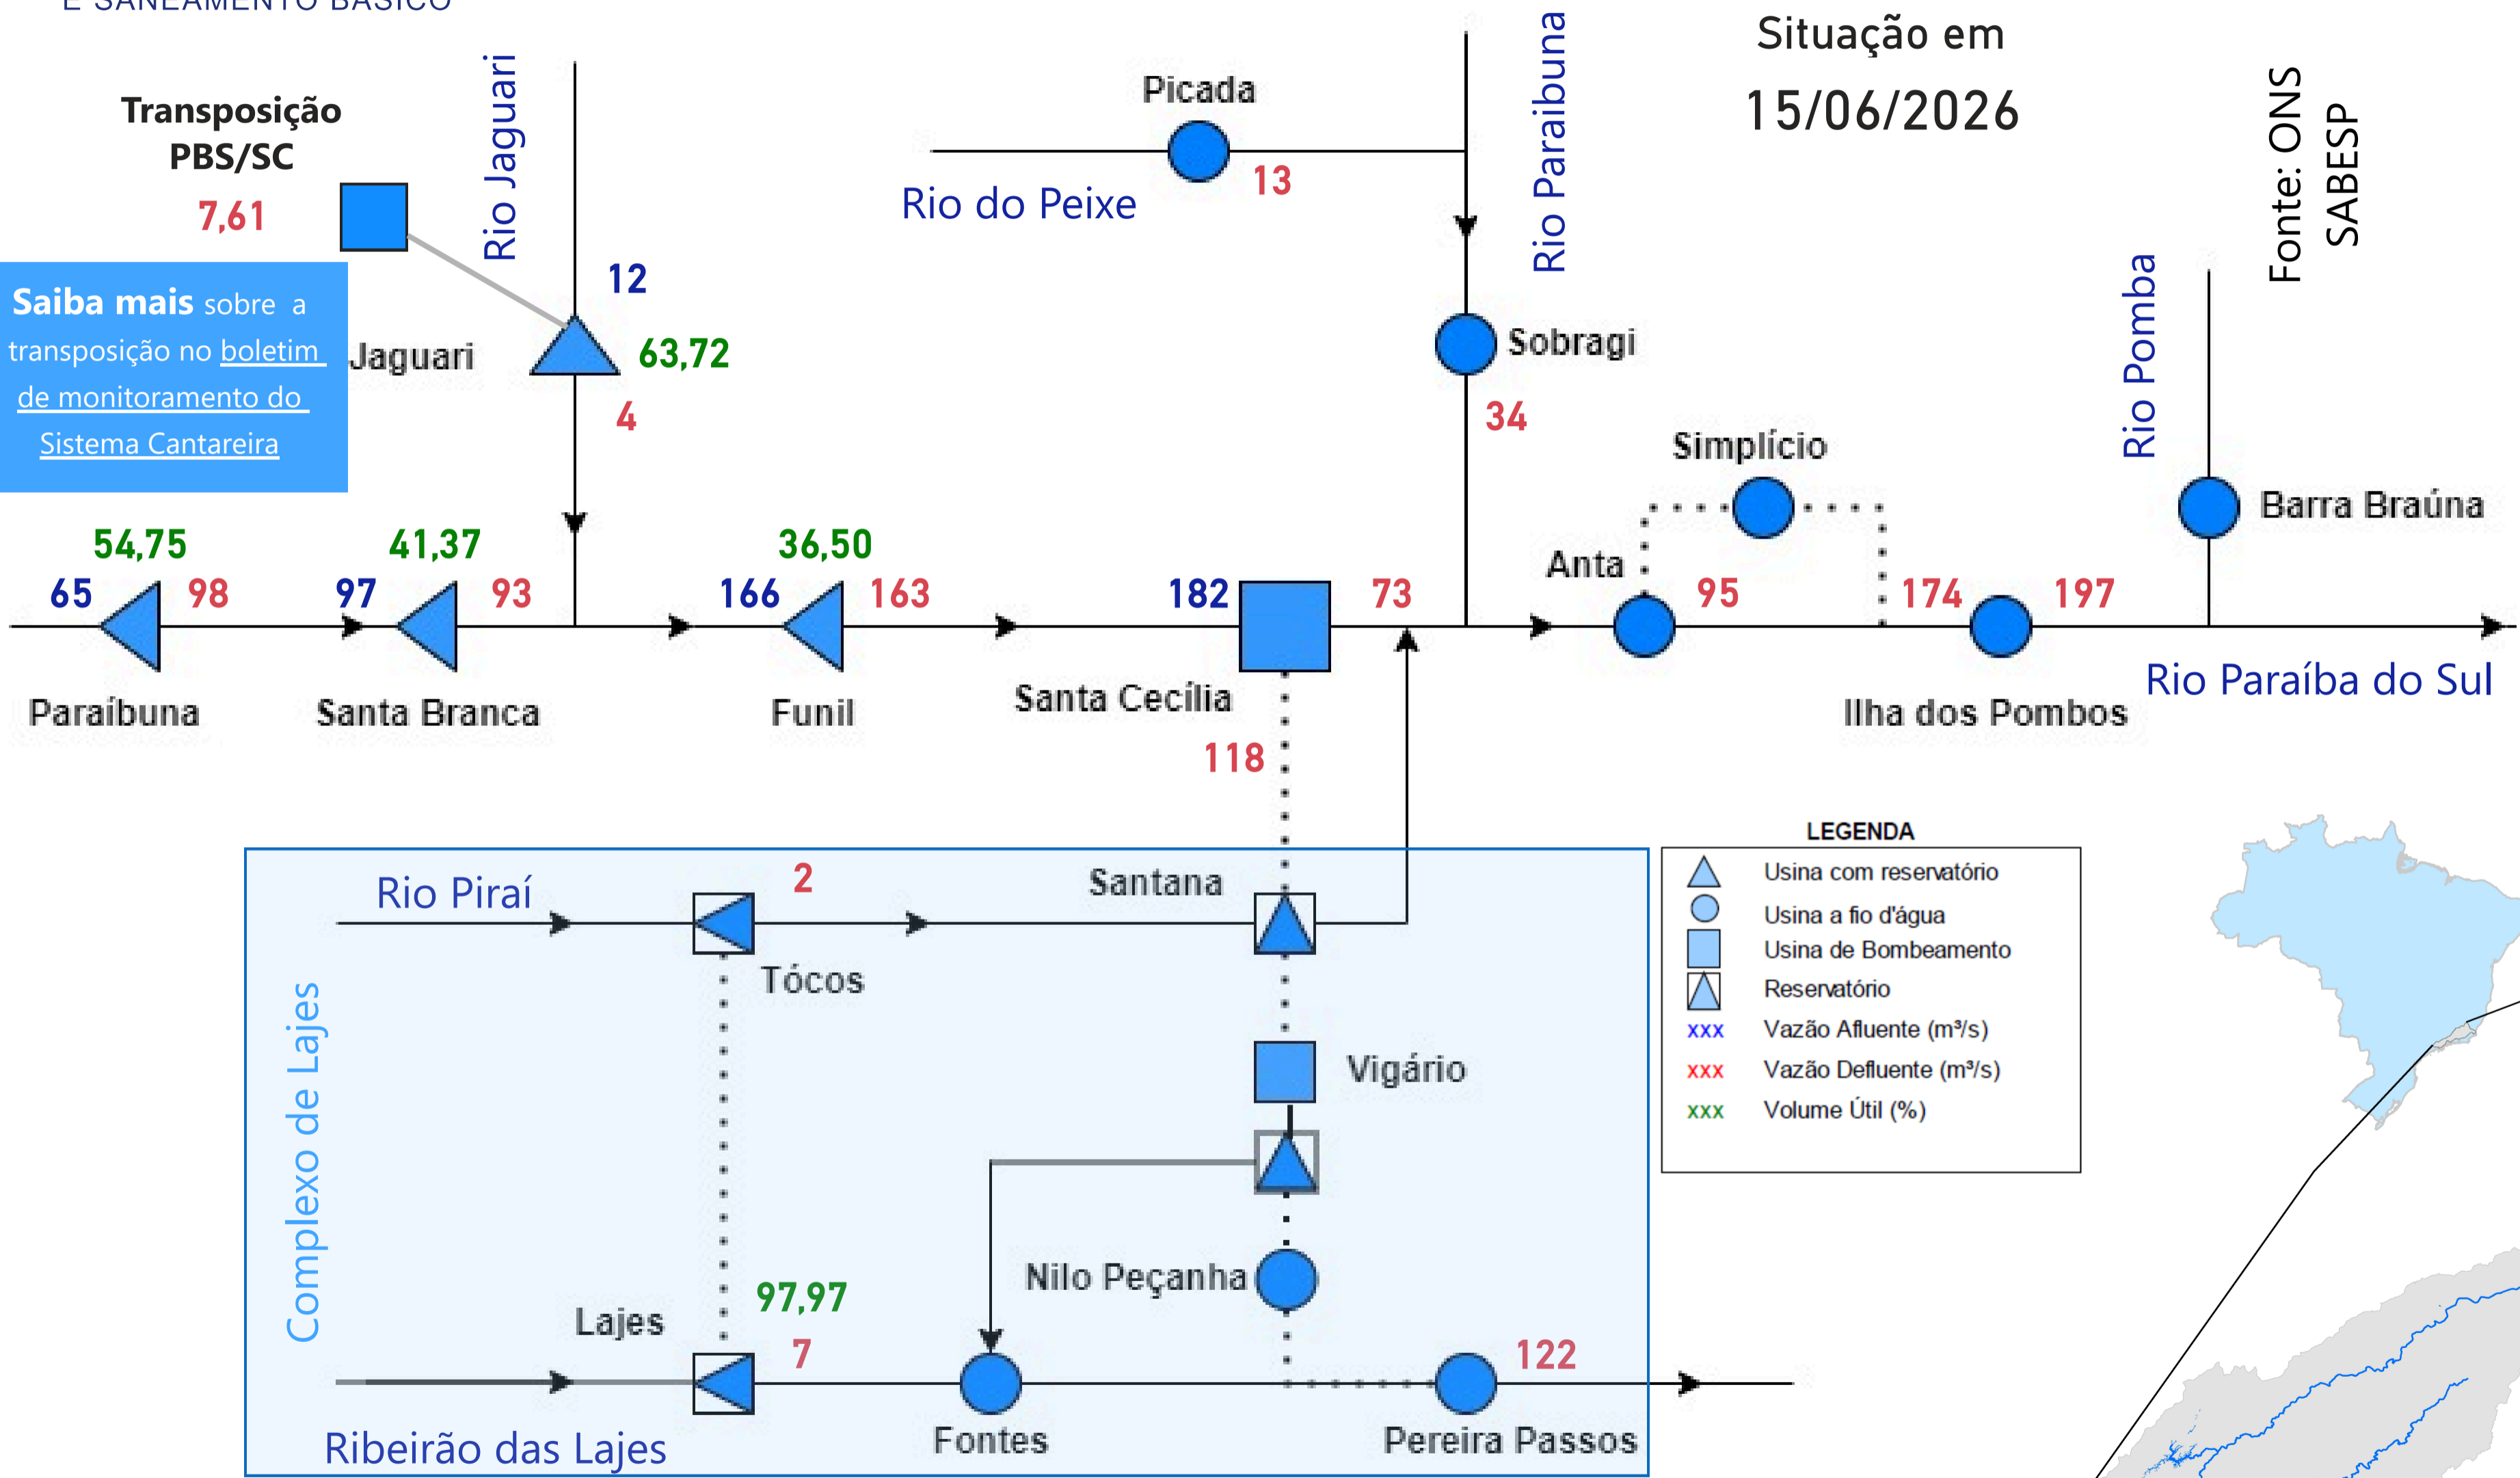 E SANEAMENTO BÁSICO
Situação em
15/06/2026
Fonte: ONS
SABESP
Transposição
PBS/SC
7,61
Rio Jaguari
Picada
13
Rio do Peixe
Rio Paraibuna
Saiba mais sobre a
transposição no boletim
de monitoramento do
Sistema Cantareira
12
Jaguari
63,72
4
Sobragi
34
Simplício
Rio Pomba
Barra Braúna
54,75
41,37
36,50
Anta
65
98
97
93
166
163
182
73
95
174
197
Rio Paraíba do Sul
Paraíbuna
Santa Branca
Funil
Santa Cecília
Ilha dos Pombos
118
Complexo de Lajes
Rio Piraí
2
Santana
Tócos
Vigário
Nilo Peçanha
97,97
Lajes
7
122
Fontes
Pereira Passos
Ribeirão das Lajes
LEGENDA
Usina com reservatório
Usina a fio d'água
Usina de Bombeamento
Reservatório
xxx Vazão Afluente (m³/s)
xxx Vazão Defluente (m³/s)
xxx Volume Útil (%)